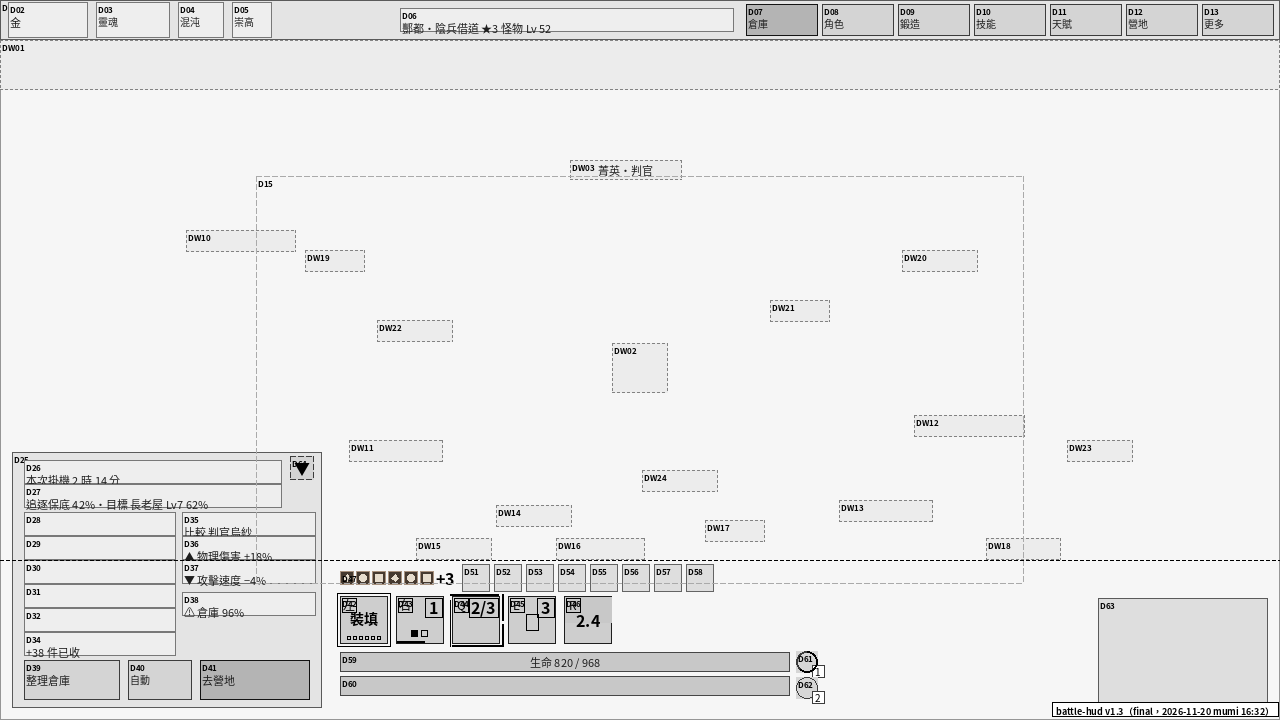 D02
金
D03
靈魂
D04
混沌
D05
崇高
D06
酆都・陰兵借道 ★3 怪物 Lv 52
D07
倉庫
D08
角色
D09
鍛造
D10
技能
D11
天賦
D12
營地
D13
更多
DW01
DW03 菁英・判官
D15
DW10
DW19
DW20
DW21
DW22
DW02
DW12
DW11
DW23
DW24
DW13
DW14
DW17
DW15
DW16
DW18
D25
D26
本次掛機 2 時 14 分
D27
追逐保底 42%・目標 長老屋 Lv7 62%
D28
D35
比較 判官烏紗
D29
D36
▲ 物理傷害 +18%
D30
D37
▼ 攻擊速度 −4%
D31
D38
⚠ 倉庫 96%
D32
D34
+38 件已收
D39
整理倉庫
D40
自動
D41
去營地
+3
D51
D52
D53
D54
D55
D56
D57
D58
裝填
1
2/3
3
2.4
D59
生命 820 / 968
D60
D61
1
D62
2
D63
battle-hud v1.3（final，2026-11-20 mumi 16:32）